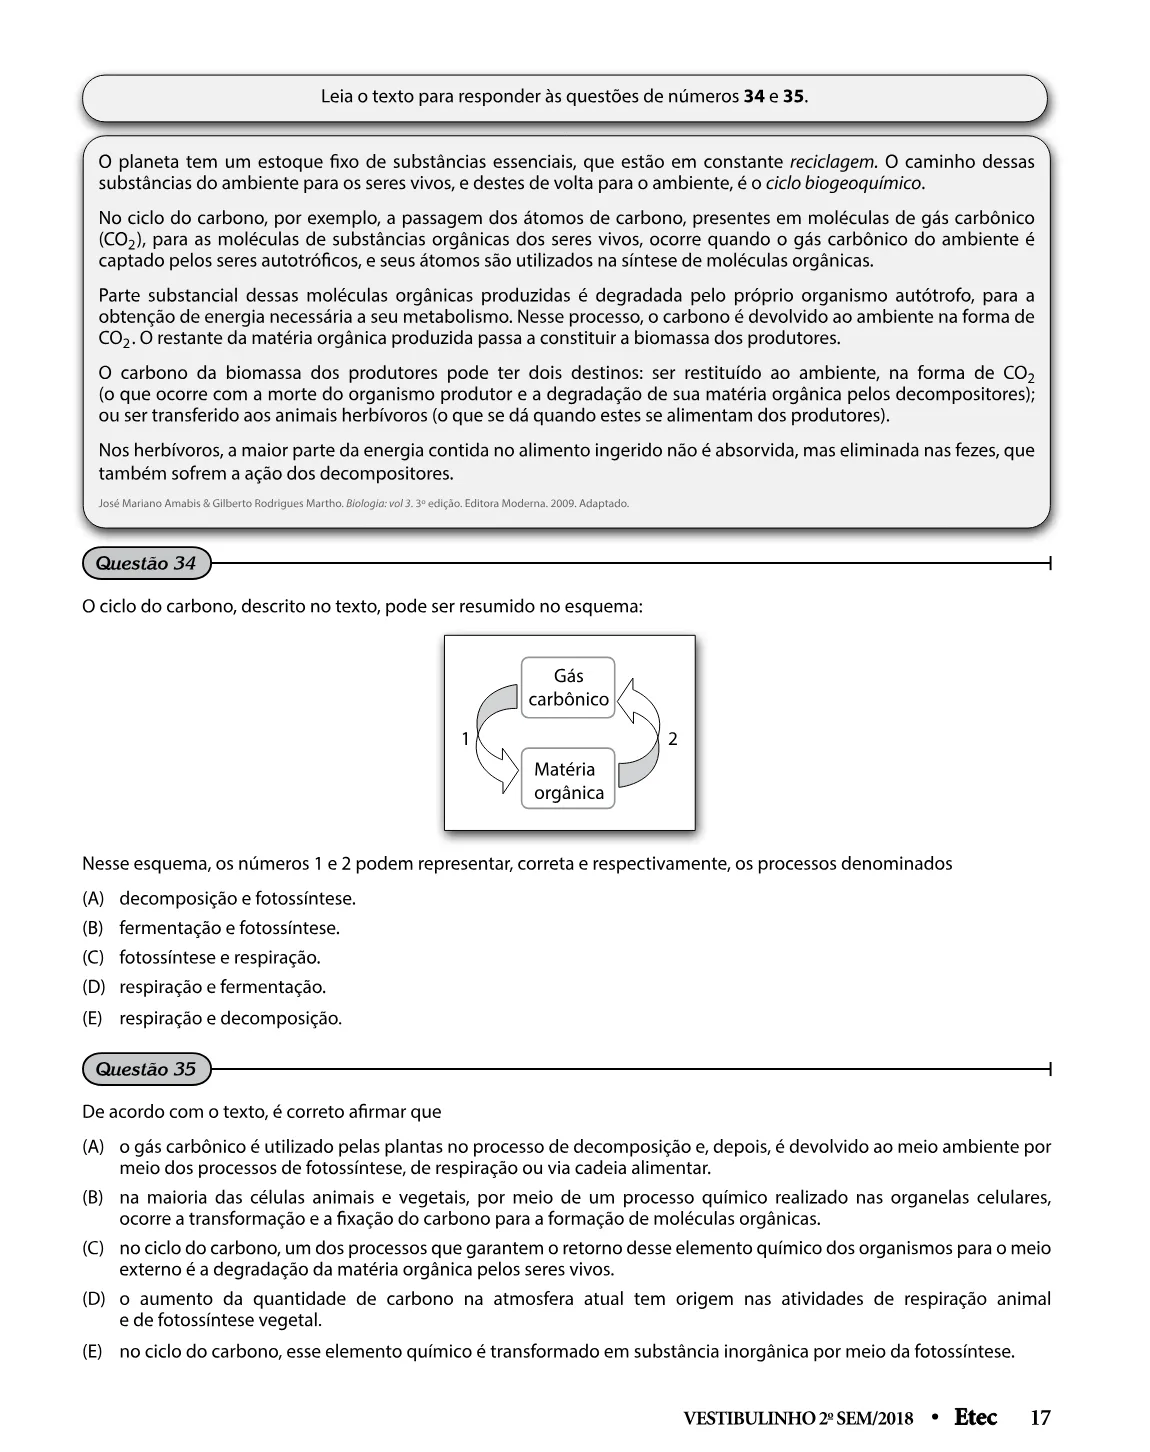 Leia o texto para responder às questões de números 34 e 35.
O planeta tem um estoque fixo de substâncias essenciais, que estão em constante reciclagem. O caminho dessas
substâncias do ambiente para os seres vivos, e destes de volta para o ambiente, é o ciclo biogeoquímico.
No ciclo do carbono, por exemplo, a passagem dos átomos de carbono, presentes em moléculas de gás carbônico
(CO2), para as moléculas de substâncias orgânicas dos seres vivos, ocorre quando o gás carbônico do ambiente é
captado pelos seres autotróficos, e seus átomos são utilizados na síntese de moléculas orgânicas.
Parte substancial dessas moléculas orgânicas produzidas é degradada pelo próprio organismo autótrofo, para a
obtenção de energia necessária a seu metabolismo. Nesse processo, o carbono é devolvido ao ambiente na forma de
CO2. O restante da matéria orgânica produzida passa a constituir a biomassa dos produtores.
O carbono da biomassa dos produtores pode ter dois destinos: ser restituído ao ambiente, na forma de CO2
(o que ocorre com a morte do organismo produtor e a degradação de sua matéria orgânica pelos decompositores);
ou ser transferido aos animais herbívoros (o que se dá quando estes se alimentam dos produtores).
Nos herbívoros, a maior parte da energia contida no alimento ingerido não é absorvida, mas eliminada nas fezes, que
também sofrem a ação dos decompositores.
José Mariano Amabis & Gilberto Rodrigues Martho. Biologia: vol 3. 3º edição. Editora Moderna. 2009. Adaptado.
Questão 34
O ciclo do carbono, descrito no texto, pode ser resumido no esquema:
Gás
carbônico
1
2
Matéria
orgânica
Nesse esquema, os números 1 e 2 podem representar, correta e respectivamente, os processos denominados
(A) decomposição e fotossíntese.
(B) fermentação e fotossíntese.
(C) fotossíntese e respiração.
(D) respiração e fermentação.
(E) respiração e decomposição.
Questão 35
De acordo com o texto, é correto afirmar que
(A) o gás carbônico é utilizado pelas plantas no processo de decomposição e, depois, é devolvido ao meio ambiente por
meio dos processos de fotossíntese, de respiração ou via cadeia alimentar.
(B) na maioria das células animais e vegetais, por meio de um processo químico realizado nas organelas celulares,
ocorre a transformação e a fixação do carbono para a formação de moléculas orgânicas.
(C) no ciclo do carbono, um dos processos que garantem o retorno desse elemento químico dos organismos para o meio
externo é a degradação da matéria orgânica pelos seres vivos.
(D) o aumento da quantidade de carbono na atmosfera atual tem origem nas atividades de respiração animal
e de fotossíntese vegetal.
(E) no ciclo do carbono, esse elemento químico é transformado em substância inorgânica por meio da fotossíntese.
VESTIBULINHO 2º SEM/2018 • Etec 17